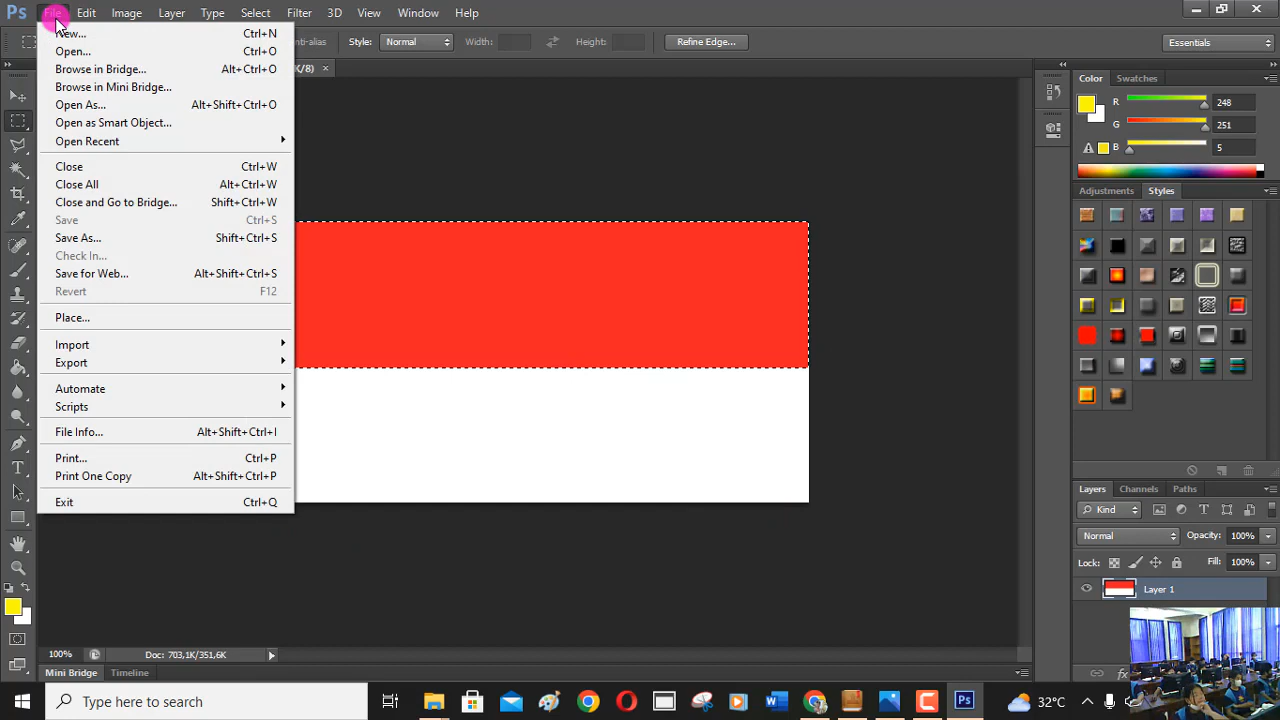 Ps File Edit Image Layer Type Select Filter 3D View Window Help
nti-alias Style: Normal Width: Height: Refine Edge... Essentials
K/8) ×
New... Ctrl+N
Open... Ctrl+O
Browse in Bridge... Alt+Ctrl+O
Browse in Mini Bridge...
Open As... Alt+Shift+Ctrl+O
Open as Smart Object...
Open Recent
Close Ctrl+W
Close All Alt+Ctrl+W
Close and Go to Bridge... Shift+Ctrl+W
Save Ctrl+S
Save As... Shift+Ctrl+S
Check In...
Save for Web... Alt+Shift+Ctrl+S
Revert F12
Place...
Import
Export
Automate
Scripts
File Info... Alt+Shift+Ctrl+I
Print... Ctrl+P
Print One Copy Alt+Shift+Ctrl+P
Exit Ctrl+Q
Color Swatches
R 248
G 251
B 5
Adjustments Styles
Layers Channels Paths
Kind
Normal Opacity: 100%
Lock: Fill: 100%
Layer 1
fx
100% Doc: 703,1K/351,6K
Mini Bridge Timeline
Type here to search
Ps
32°C